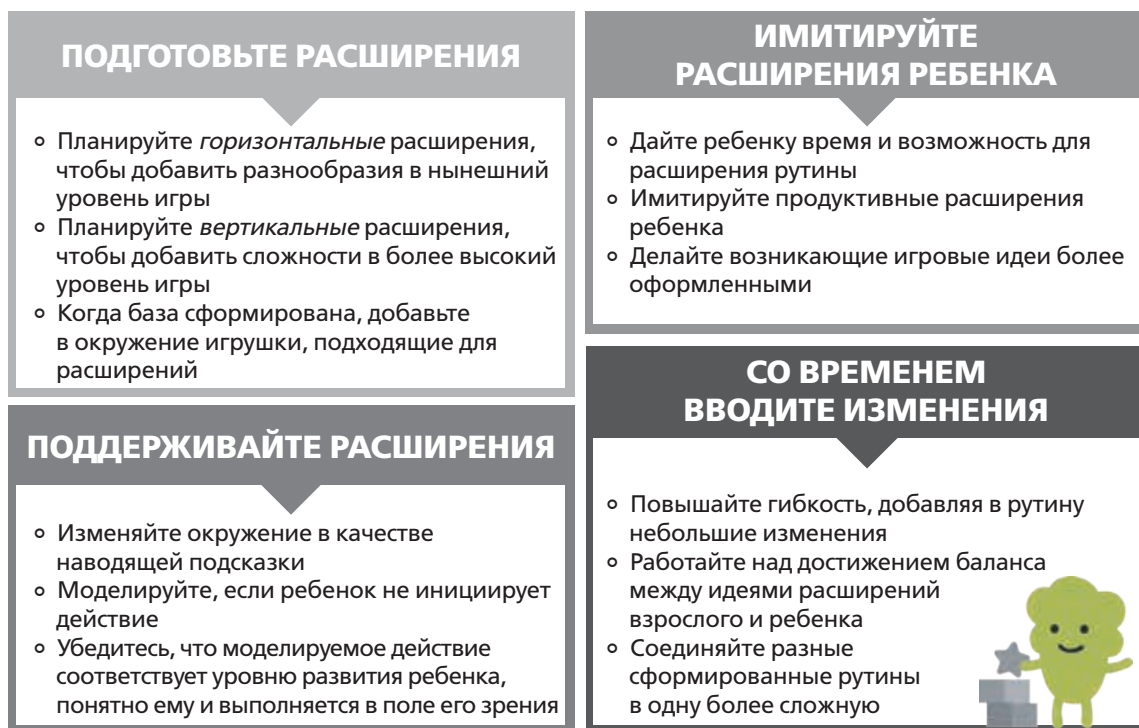 ПОДГОТОВЬТЕ РАСШИРЕНИЯ
◦ Планируйте горизонтальные расширения,
чтобы добавить разнообразия в нынешний
уровень игры
◦ Планируйте вертикальные расширения,
чтобы добавить сложности в более высокий
уровень игры
◦ Когда база сформирована, добавьте
в окружение игрушки, подходящие для
расширений
ИМИТИРУЙТЕ
РАСШИРЕНИЯ РЕБЕНКА
◦ Дайте ребенку время и возможность для
расширения рутины
◦ Имитируйте продуктивные расширения
ребенка
◦ Делайте возникающие игровые идеи более
оформленными
ПОДДЕРЖИВАЙТЕ РАСШИРЕНИЯ
◦ Изменяйте окружение в качестве
наводящей подсказки
◦ Моделируйте, если ребенок не инициирует
действие
◦ Убедитесь, что моделируемое действие
соответствует уровню развития ребенка,
понятно ему и выполняется в поле его зрения
СО ВРЕМЕНЕМ
ВВОДИТЕ ИЗМЕНЕНИЯ
◦ Повышайте гибкость, добавляя в рутину
небольшие изменения
◦ Работайте над достижением баланса
между идеями расширений
взрослого и ребенка
◦ Соединяйте разные
сформированные рутины
в одну более сложную